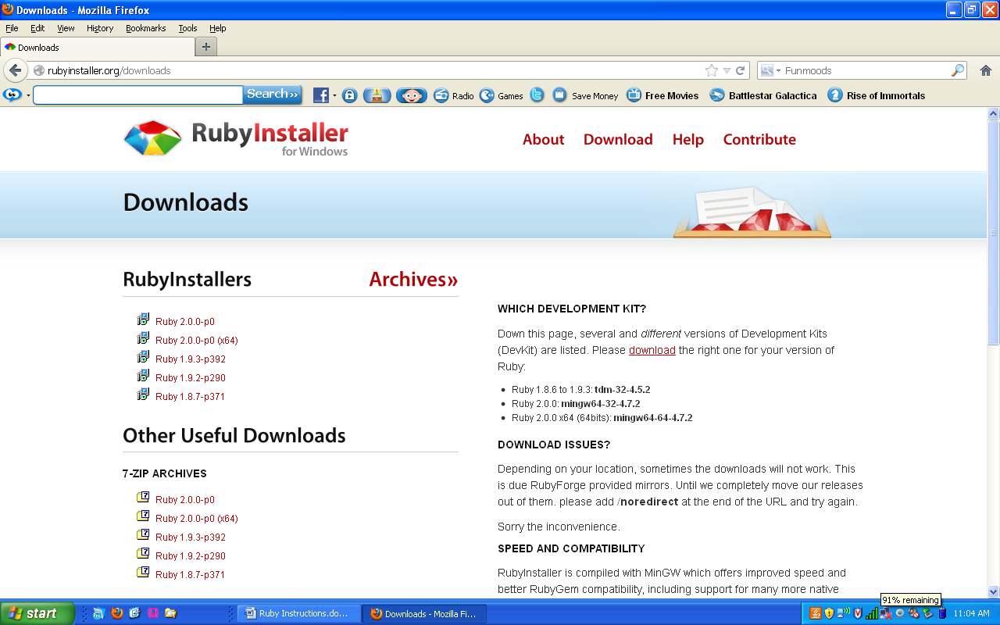 Downloads - Mozilla Firefox
File Edit View History Bookmarks Tools Help
Downloads
rubyinstaller.org/downloads
Funmoods
Search >>
Radio Games Save Money Free Movies Battlestar Galactica Rise of Immortals
RubyInstaller
for Windows
About Download Help Contribute
Downloads
RubyInstallers
Archives»
Ruby 2.0.0-p0
Ruby 2.0.0-p0 (x64)
Ruby 1.9.3-p392
Ruby 1.9.2-p290
Ruby 1.8.7-p371
Other Useful Downloads
7-ZIP ARCHIVES
Ruby 2.0.0-p0
Ruby 2.0.0-p0 (x64)
Ruby 1.9.3-p392
Ruby 1.9.2-p290
Ruby 1.8.7-p371
WHICH DEVELOPMENT KIT?
Down this page, several and different versions of Development Kits
(DevKit) are listed. Please download the right one for your version of
Ruby:
• Ruby 1.8.6 to 1.9.3: tdm-32-4.5.2
• Ruby 2.0.0: mingw64-32-4.7.2
• Ruby 2.0.0 x64 (64bits): mingw64-64-4.7.2
DOWNLOAD ISSUES?
Depending on your location, sometimes the downloads will not work. This
is due RubyForge provided mirrors. Until we completely move our releases
out of them. please add /noredirect at the end of the URL and try again.
Sorry the inconvenience.
SPEED AND COMPATIBILITY
RubyInstaller is compiled with MinGW which offers improved speed and
better RubyGem compatibility, including support for many more native
91% remaining
start
Ruby Instructions.do...
Downloads - Mozilla Fi...
11:04 AM